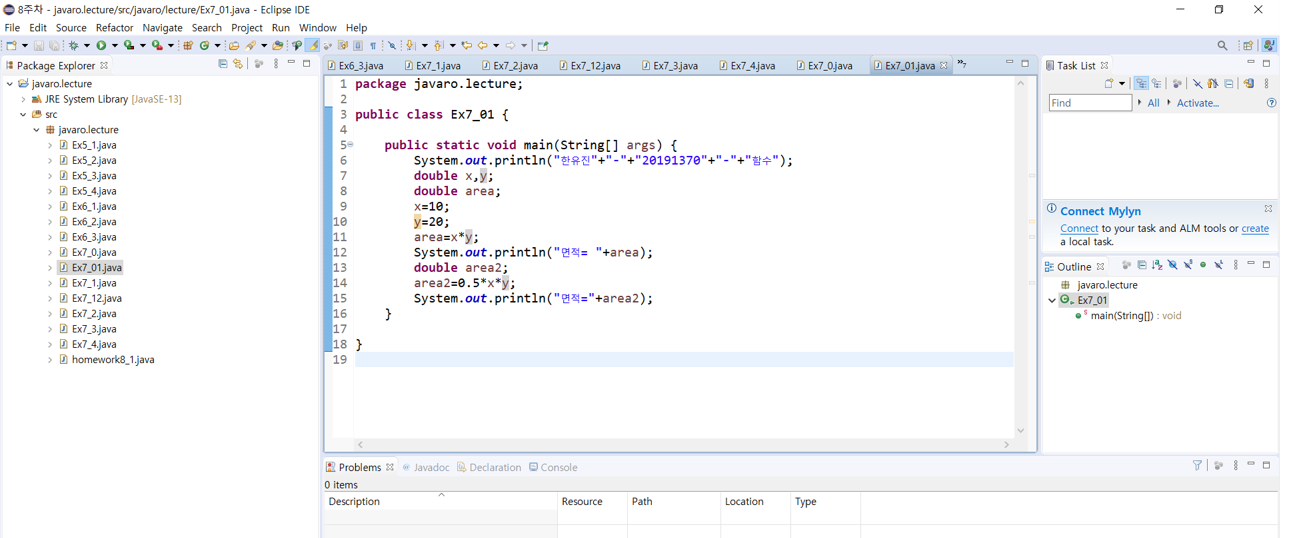 8주차 - javaro.lecture/src/javaro/lecture/Ex7_01.java - Eclipse IDE
File Edit Source Refactor Navigate Search Project Run Window Help
Package Explorer
javaro.lecture
JRE System Library [JavaSE-13]
src
javaro.lecture
Ex5_1.java
Ex5_2.java
Ex5_3.java
Ex5_4.java
Ex6_1.java
Ex6_2.java
Ex6_3.java
Ex7_0.java
Ex7_01.java
Ex7_1.java
Ex7_12.java
Ex7_2.java
Ex7_3.java
Ex7_4.java
homework8_1.java
Ex6_3.java Ex7_1.java Ex7_2.java Ex7_12.java Ex7_3.java Ex7_4.java Ex7_0.java Ex7_01.java »7
1 package javaro.lecture;
2
3 public class Ex7_01 {
4
5 public static void main(String[] args) {
6 System.out.println("한유진"+"-"+"20191370"+"-"+"함수");
7 double x,y;
8 double area;
9 x=10;
10 y=20;
11 area=x*y;
12 System.out.println("면적= "+area);
13 double area2;
14 area2=0.5*x*y;
15 System.out.println("면적="+area2);
16 }
17
18 }
19
Task List
Find All Activate...
Connect Mylyn
Connect to your task and ALM tools or create
a local task.
Outline
javaro.lecture
Ex7_01
main(String[]) : void
Problems Javadoc Declaration Console
0 items
Description Resource Path Location Type